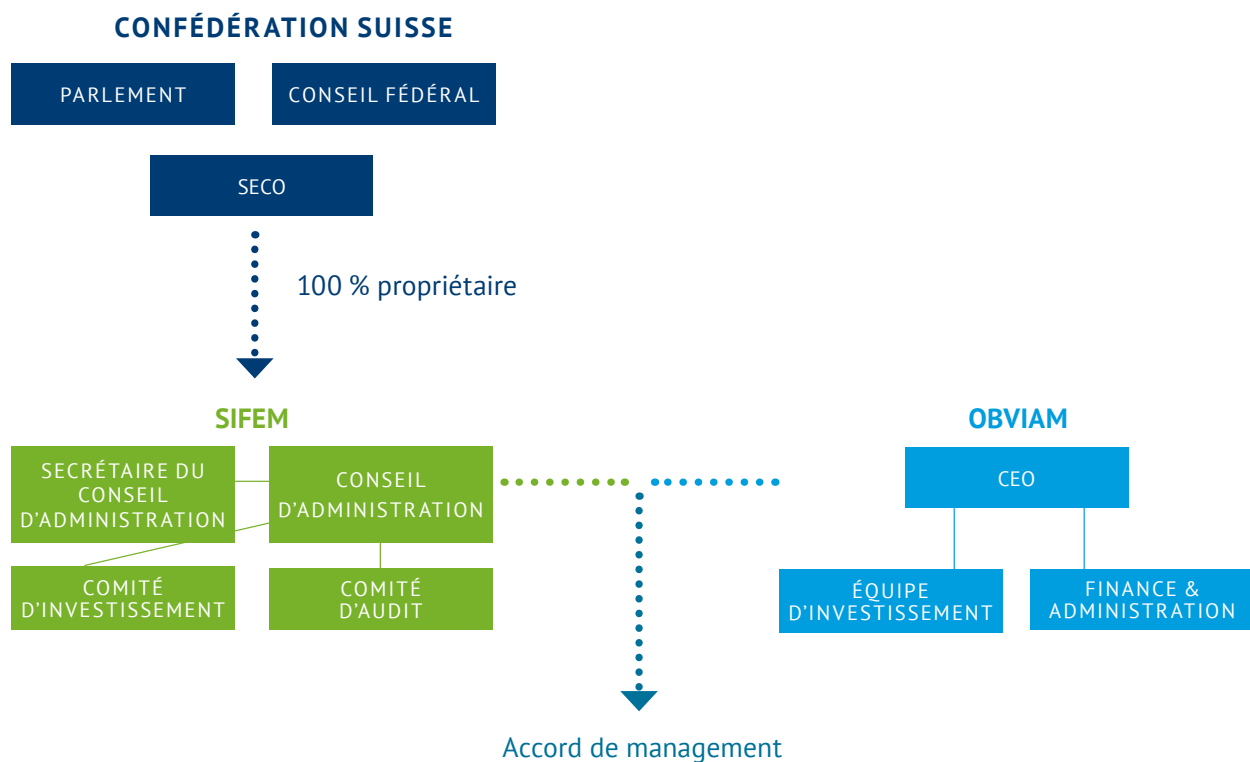 CONFÉDÉRATION SUISSE
PARLEMENT
CONSEIL FÉDÉRAL
SECO
100 % propriétaire
SIFEM
SECRÉTAIRE DU
CONSEIL
D'ADMINISTRATION
CONSEIL
D'ADMINISTRATION
COMITÉ
D'INVESTISSEMENT
COMITÉ
D'AUDIT
OBVIAM
CEO
ÉQUIPE
D'INVESTISSEMENT
FINANCE &
ADMINISTRATION
Accord de management